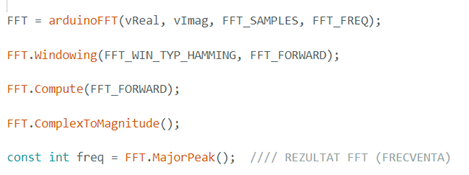 FFT = arduinoFFT(vReal, vImag, FFT_SAMPLES, FFT_FREQ);
FFT.Windowing(FFT_WIN_TYP_HAMMING, FFT_FORWARD);
FFT.Compute(FFT_FORWARD);
FFT.ComplexToMagnitude();
const int freq = FFT.MajorPeak();  //// REZULTAT FFT (FRECVENTA)